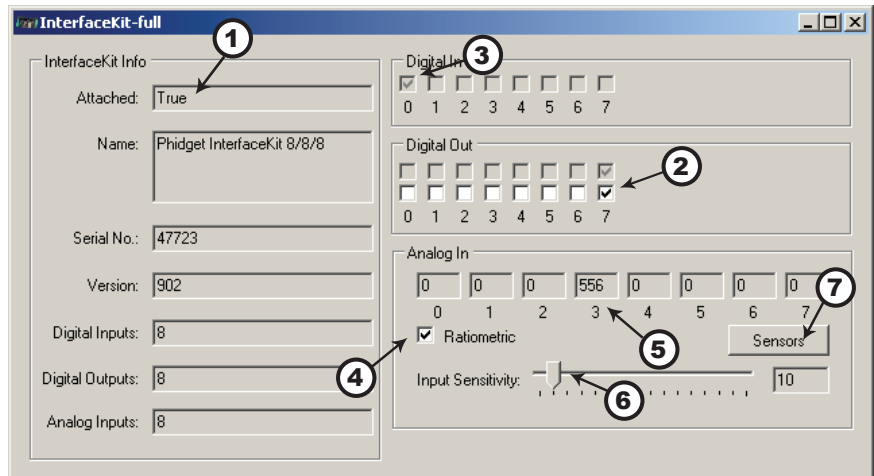 InterfaceKit-full
1
InterfaceKit Info
Attached: True
Name: Phidget InterfaceKit 8/8/8
Serial No.: 47723
Version: 902
Digital Inputs: 8
Digital Outputs: 8
Analog Inputs: 8
Digital In
3
0 1 2 3 4 5 6 7
Digital Out
2
0 1 2 3 4 5 6 7
Analog In
0 0 0 556 0 0 0 0
7
0 1 2 3 4 5 6 7
4
Ratiometric
5
Sensors
Input Sensitivity: 10
6